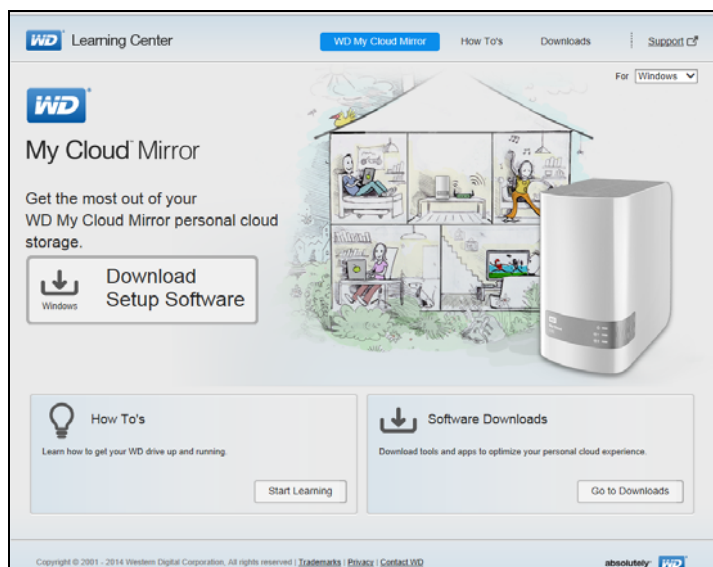 WD Learning Center
WD My Cloud Mirror
How To's
Downloads
Support
For Windows
WD
My Cloud™ Mirror
Get the most out of your
WD My Cloud Mirror personal cloud
storage.
Windows
Download
Setup Software
How To's
Learn how to get your WD drive up and running.
Start Learning
Software Downloads
Download tools and apps to optimize your personal cloud experience.
Go to Downloads
Copyright © 2001 - 2014 Western Digital Corporation, All rights reserved | Trademarks | Privacy | Contact WD
absolutely WD